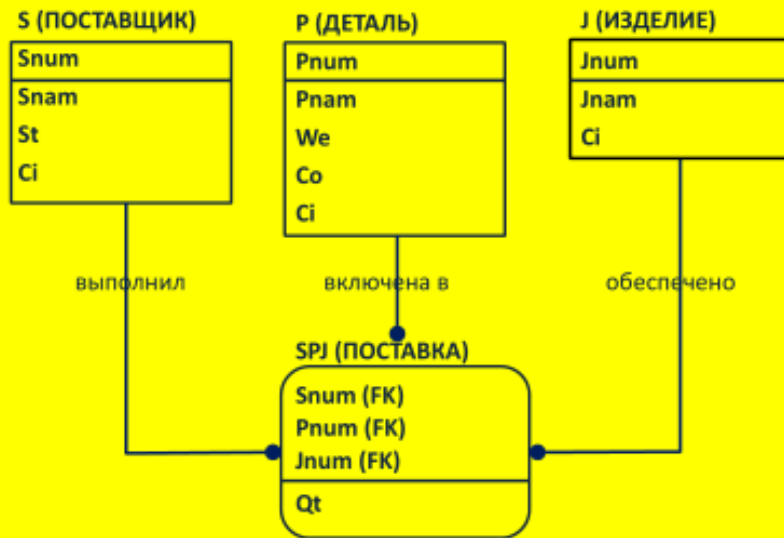 S (ПОСТАВЩИК)
Snum
Snam
St
Ci
P (ДЕТАЛЬ)
Pnum
Pnam
We
Co
Ci
J (ИЗДЕЛИЕ)
Jnum
Jnam
Ci
выполнил
включена в
обеспечено
SPJ (ПОСТАВКА)
Snum (FK)
Pnum (FK)
Jnum (FK)
Qt